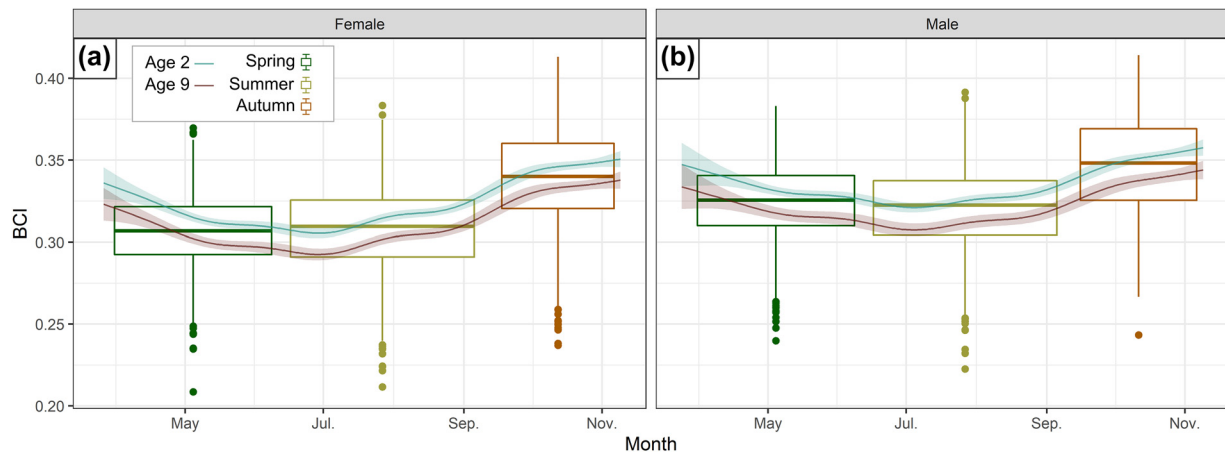 Female
Male
(a)
Age 2
Age 9
Spring
Summer
Autumn
(b)
BCI
0.40
0.35
0.30
0.25
0.20
May
Jul.
Sep.
Nov.
May
Jul.
Sep.
Nov.
Month